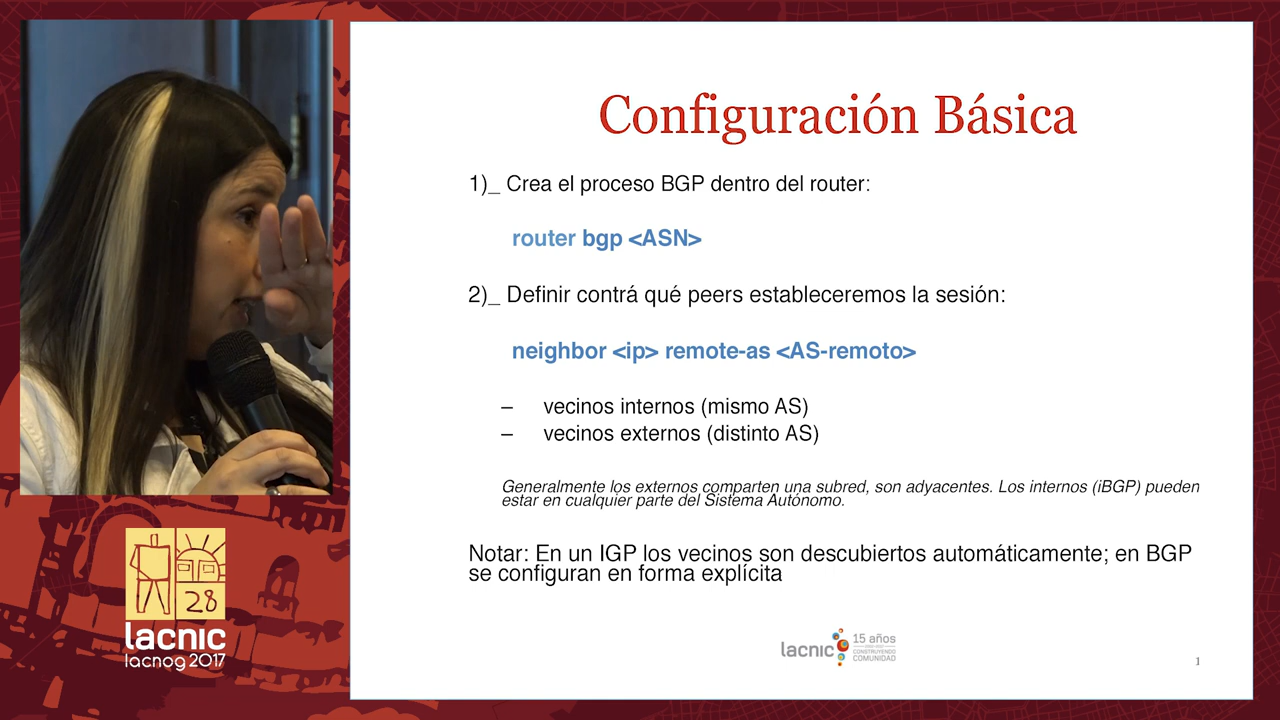 Configuración Básica
1)_ Crea el proceso BGP dentro del router:
router bgp <ASN>
2)_ Definir contrá qué peers estableceremos la sesión:
neighbor <ip> remote-as <AS-remoto>
– vecinos internos (mismo AS)
– vecinos externos (distinto AS)
Generalmente los externos comparten una subred, son adyacentes. Los internos (iBGP) pueden
estar en cualquier parte del Sistema Autónomo.
Notar: En un IGP los vecinos son descubiertos automáticamente; en BGP
se configuran en forma explícita
lacnic
15 años
CONSTRUYENDO
COMUNIDAD
1
28
lacnic
lacnog 2017